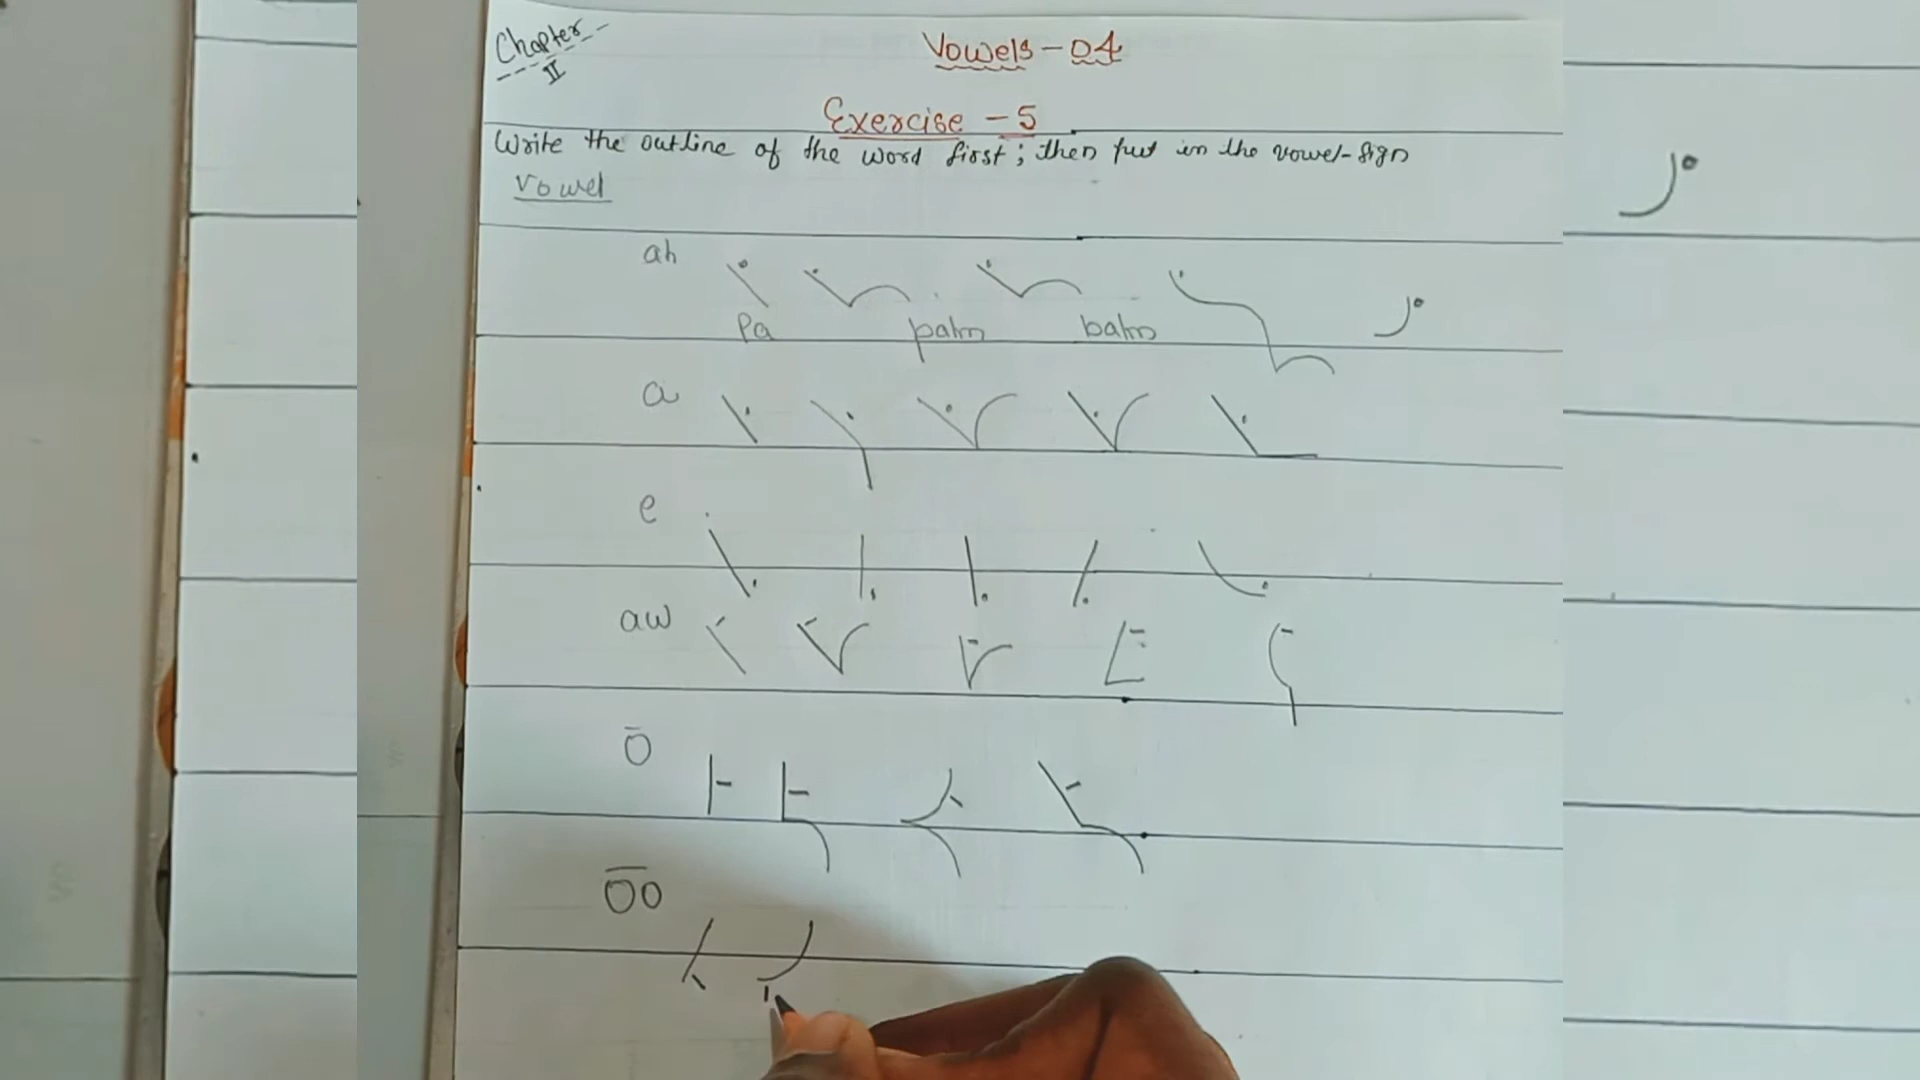 Chapter
II
Vowels - 04
Exercise - 5
Write the outline of the word first; then put in the vowel-sign
Vowel
ah
Pa palm balm
a
e
aw
ō
ōō